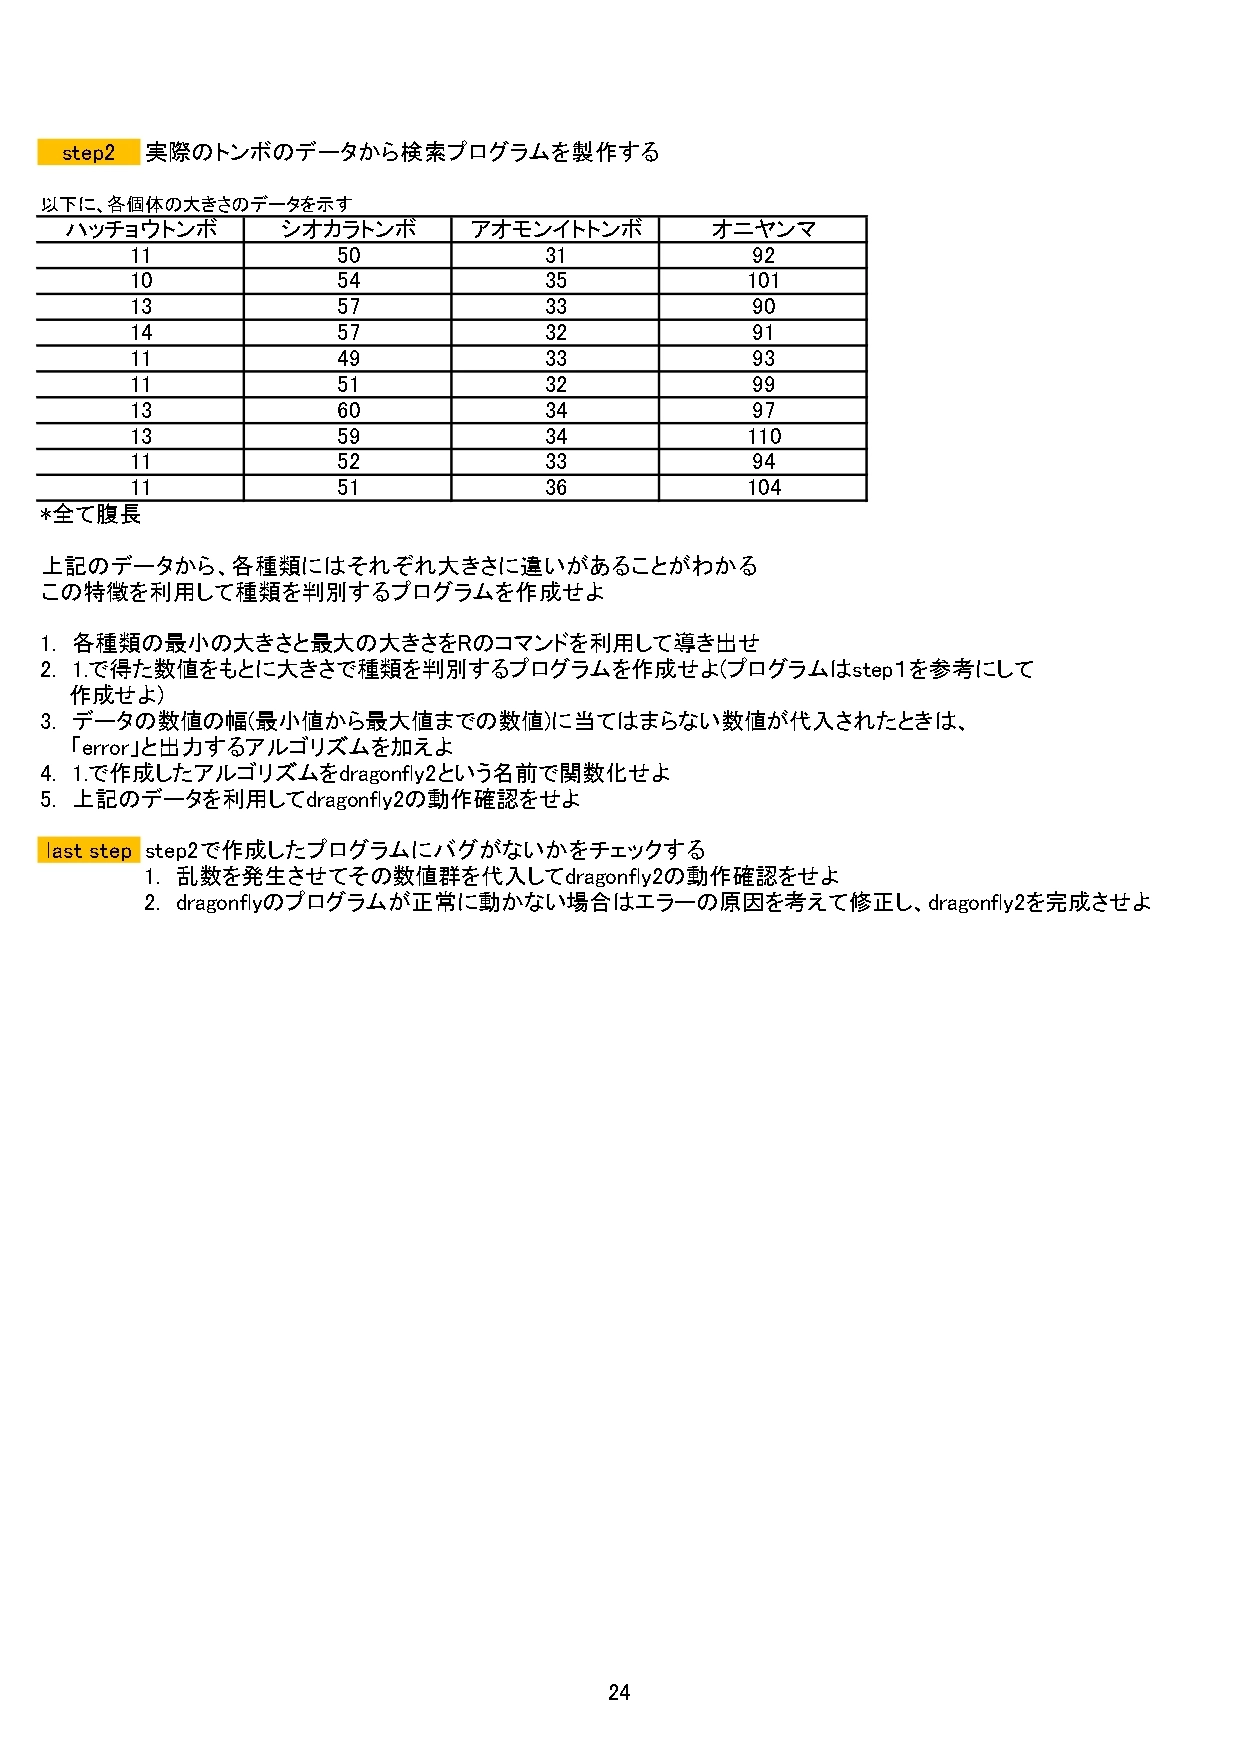 step2 実際のトンボのデータから検索プログラムを製作する
以下に、各個体の大きさのデータを示す
ハッチョウトンボ シオカラトンボ アオモンイトトンボ オニヤンマ
11 50 31 92
10 54 35 101
13 57 33 90
14 57 32 91
11 49 33 93
11 51 32 99
13 60 34 97
13 59 34 110
11 52 33 94
11 51 36 104
*全て腹長
上記のデータから、各種類にはそれぞれ大きさに違いがあることがわかる
この特徴を利用して種類を判別するプログラムを作成せよ
1. 各種類の最小の大きさと最大の大きさをRのコマンドを利用して導き出せ
2. 1.で得た数値をもとに大きさで種類を判別するプログラムを作成せよ(プログラムはstep1を参考にして
作成せよ)
3. データの数値の幅(最小値から最大値までの数値)に当てはまらない数値が代入されたときは、
「error」と出力するアルゴリズムを加えよ
4. 1.で作成したアルゴリズムをdragonfly2という名前で関数化せよ
5. 上記のデータを利用してdragonfly2の動作確認をせよ
last step step2で作成したプログラムにバグがないかをチェックする
1. 乱数を発生させてその数値群を代入してdragonfly2の動作確認をせよ
2. dragonflyのプログラムが正常に動かない場合はエラーの原因を考えて修正し、dragonfly2を完成させよ
24